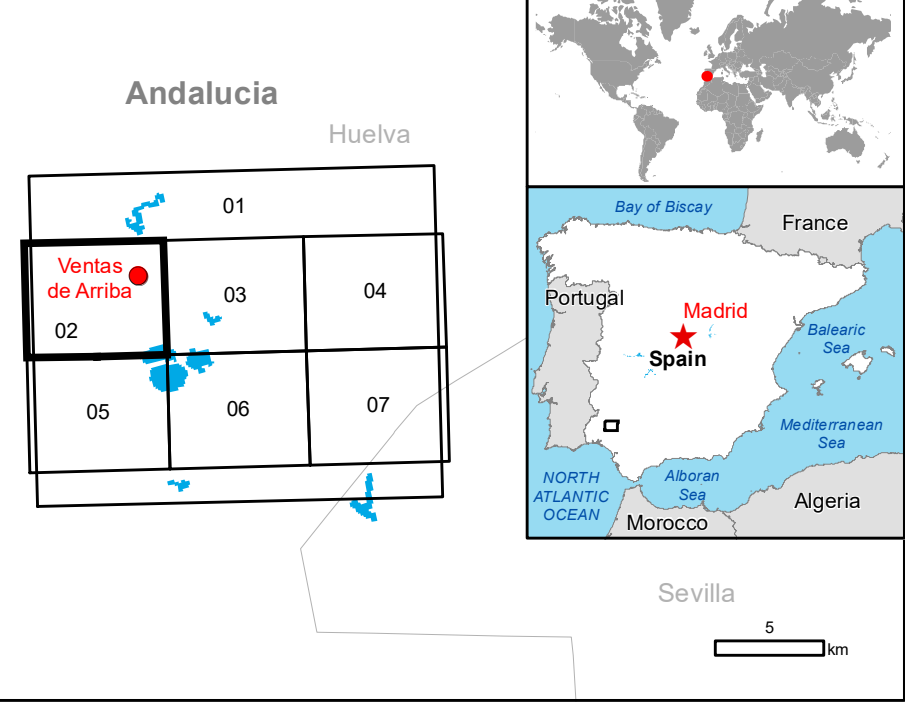 Andalucia
Huelva
01
Ventas
de Arriba
02
03
04
05
06
07
Bay of Biscay
France
Portugal
Madrid
Spain
Balearic
Sea
Mediterranean
Sea
NORTH
ATLANTIC
OCEAN
Alboran
Sea
Algeria
Morocco
Sevilla
5
km